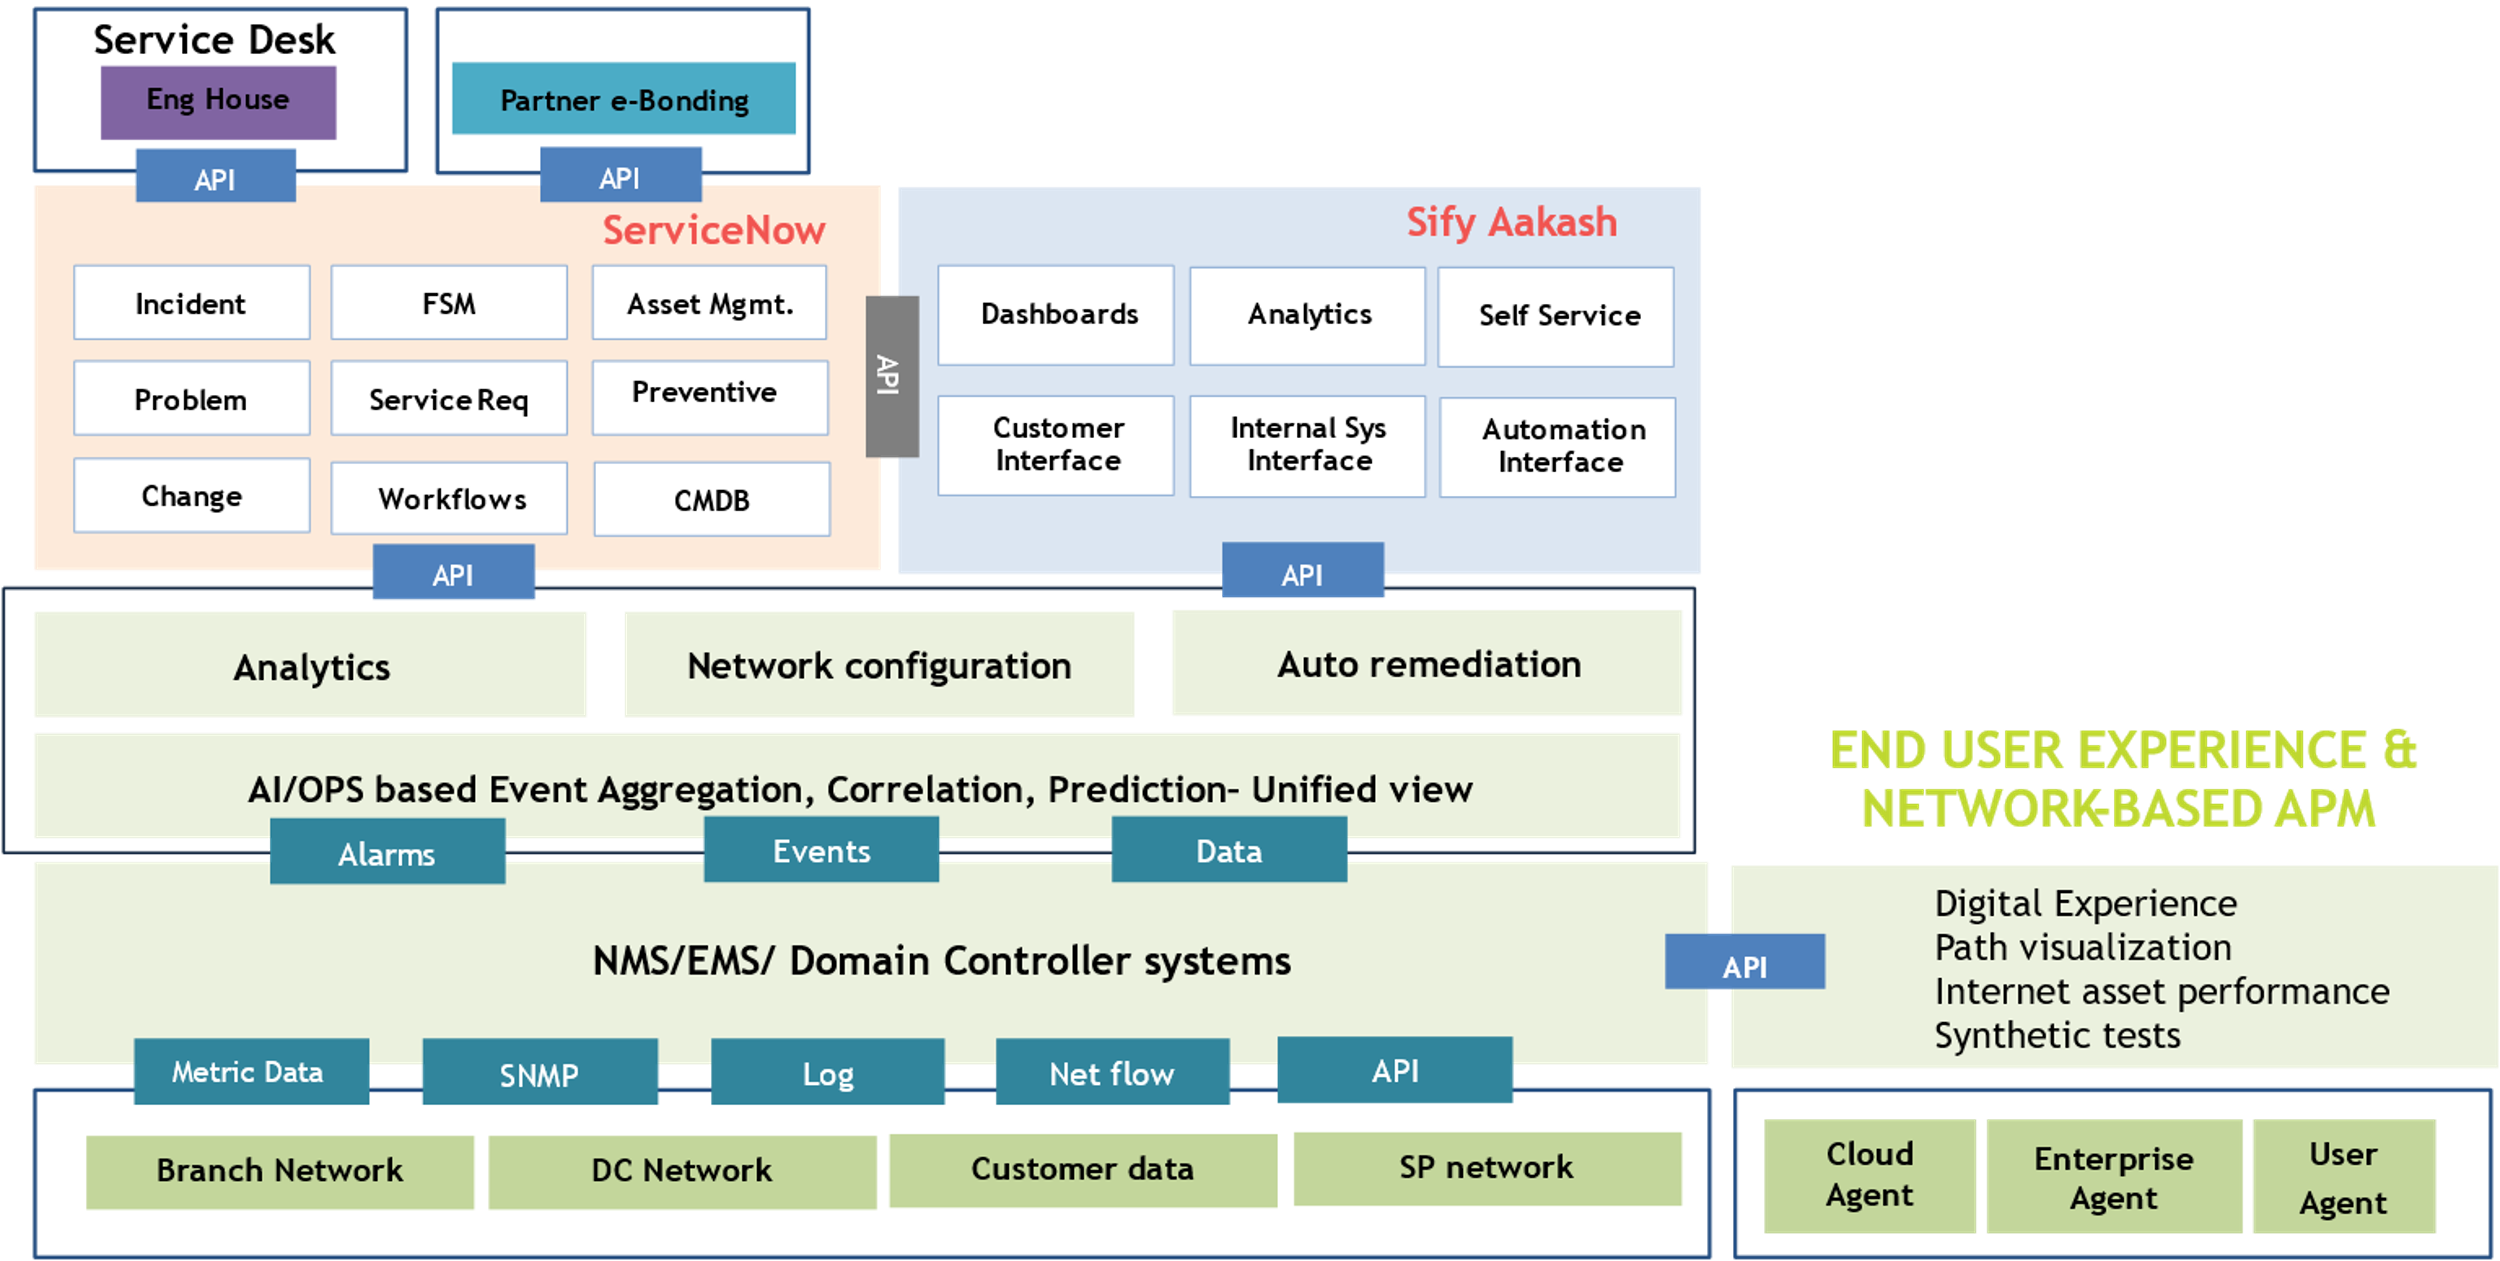 Service Desk
Eng House
API
Partner e-Bonding
API
ServiceNow
Incident
FSM
Asset Mgmt.
Problem
Service Req
Preventive
Change
Workflows
CMDB
API
API
Sify Aakash
Dashboards
Analytics
Self Service
Customer
Interface
Internal Sys
Interface
Automation
Interface
API
Analytics
Network configuration
Auto remediation
AI/OPS based Event Aggregation, Correlation, Prediction- Unified view
Alarms
Events
Data
NMS/EMS/ Domain Controller systems
API
Metric Data
SNMP
Log
Net flow
API
Branch Network
DC Network
Customer data
SP network
END USER EXPERIENCE &
NETWORK-BASED APM
Digital Experience
Path visualization
Internet asset performance
Synthetic tests
Cloud
Agent
Enterprise
Agent
User
Agent